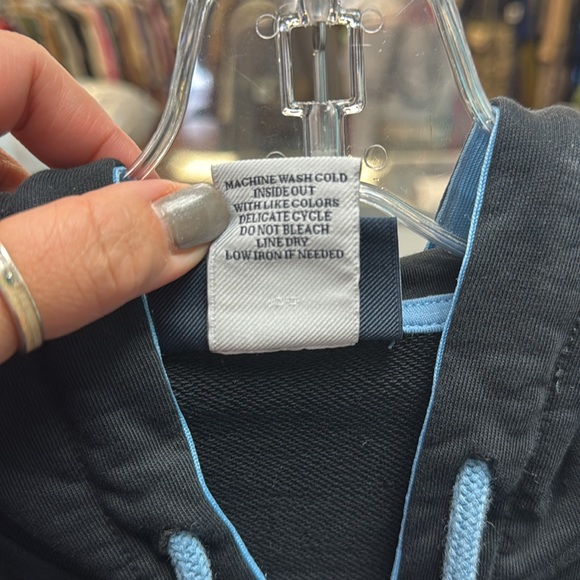 MACHINE WASH COLD
INSIDE OUT
WITH LIKE COLORS
DELICATE CYCLE
DO NOT BLEACH
LINE DRY
LOW IRON IF NEEDED